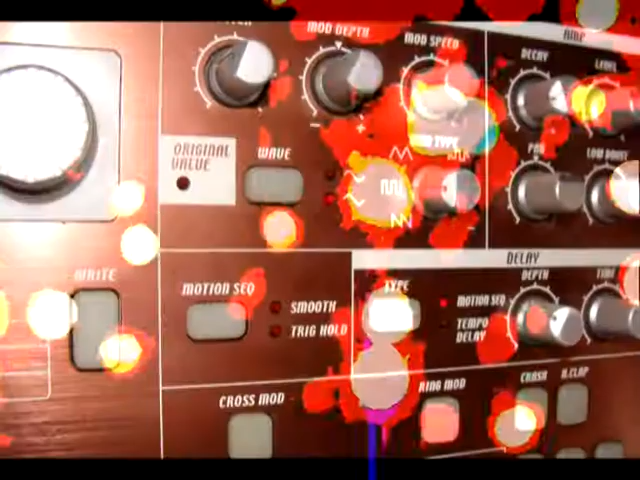 PITCH
MOD DEPTH
MOD SPEED
AMP
DECAY
LEVEL
ORIGINAL
VALUE
WAVE
MOD TYPE
PAN
LOW BOOST
DELAY
WRITE
MOTION SEQ
SMOOTH
TRIG HOLD
TYPE
MOTION SEQ
TEMPO
DELAY
DEPTH
TIME
CROSS MOD
RING MOD
CRASH
H.CLAP